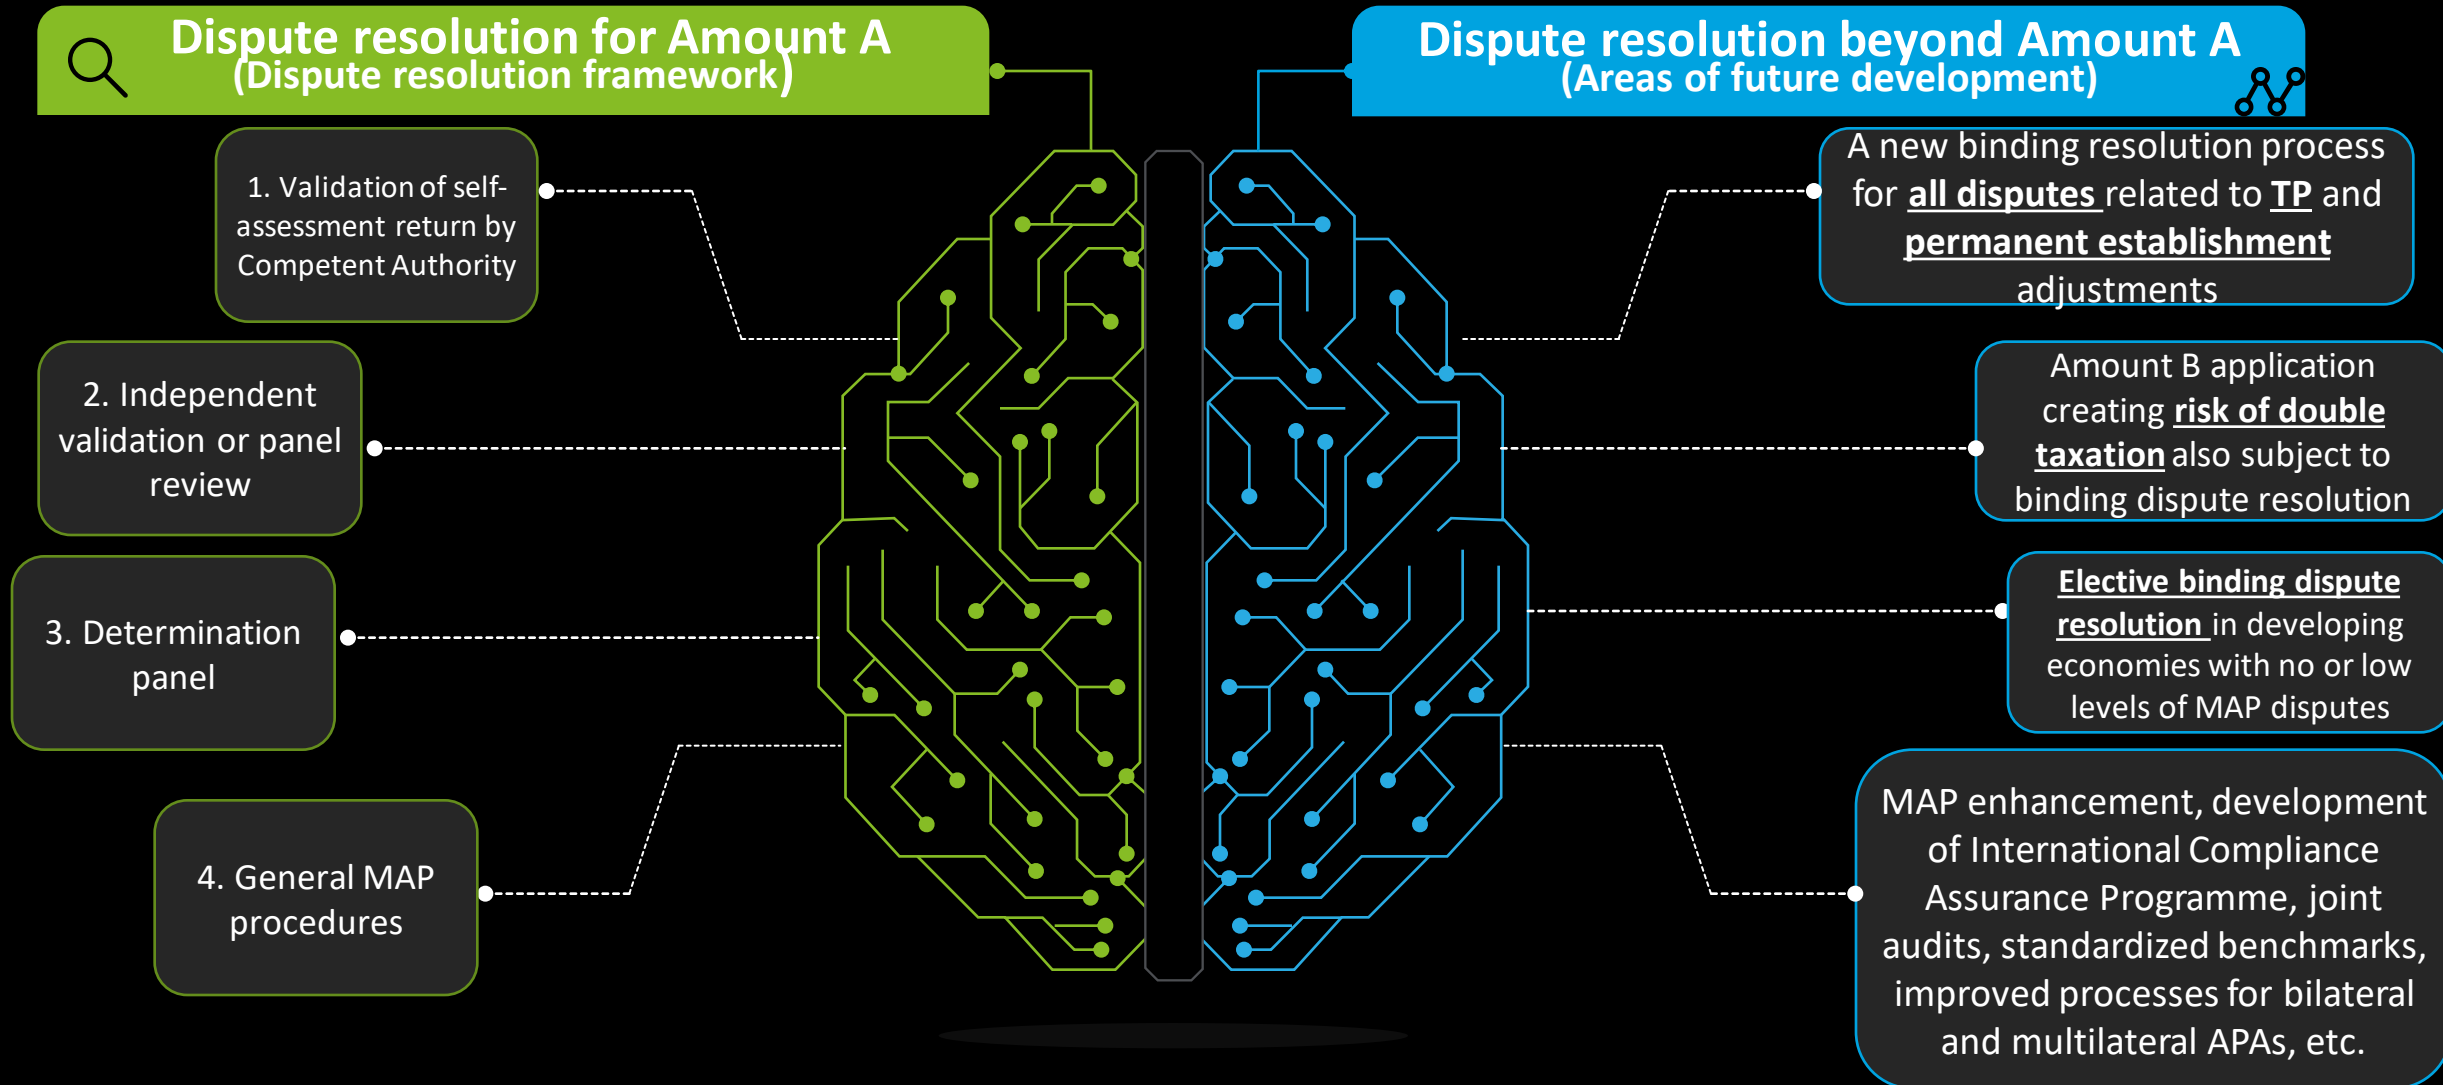 Dispute resolution for Amount A
(Dispute resolution framework)
1. Validation of self-
assessment return by
Competent Authority
2. Independent
validation or panel
review
3. Determination
panel
4. General MAP
procedures
Dispute resolution beyond Amount A
(Areas of future development)
A new binding resolution process
for all disputes related to TP and
permanent establishment
adjustments
Amount B application
creating risk of double
taxation also subject to
binding dispute resolution
Elective binding dispute
resolution in developing
economies with no or low
levels of MAP disputes
MAP enhancement, development
of International Compliance
Assurance Programme, joint
audits, standardized benchmarks,
improved processes for bilateral
and multilateral APAs, etc.